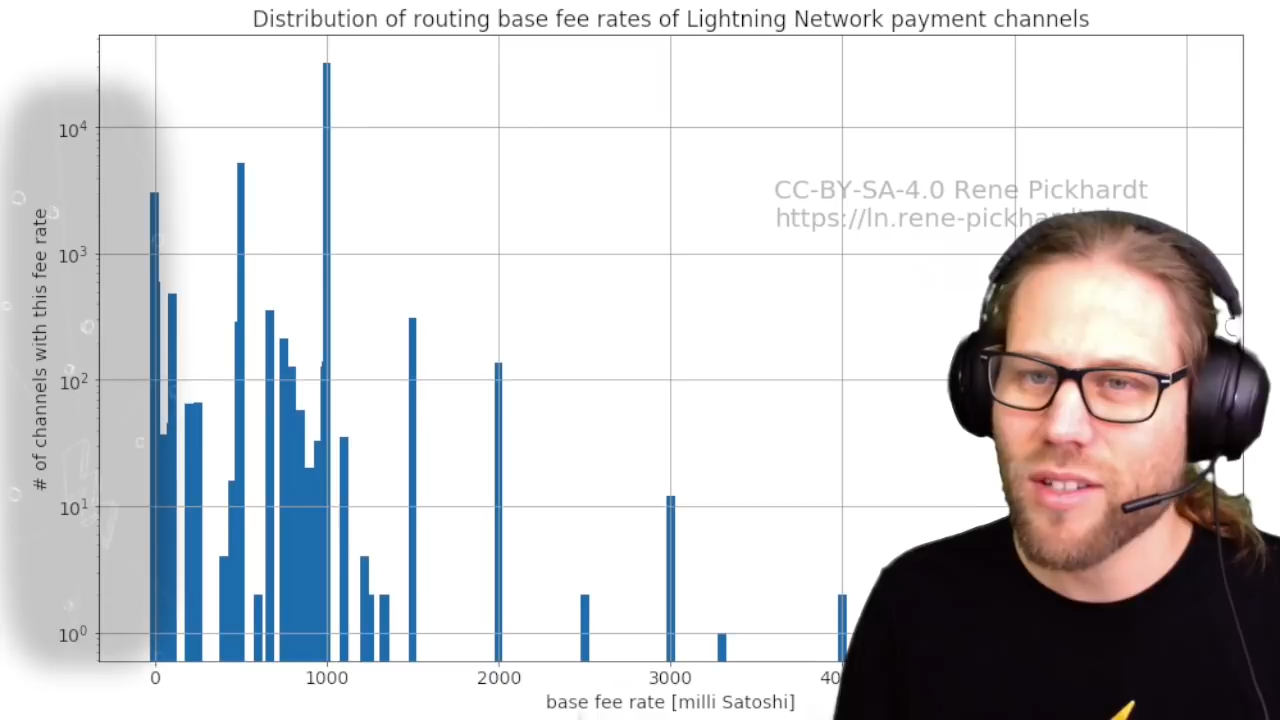 Distribution of routing base fee rates of Lightning Network payment channels
# of channels with this fee rate
10⁴
10³
10²
10¹
10⁰
CC-BY-SA-4.0 Rene Pickhardt
0
1000
2000
3000
base fee rate [milli Satoshi]